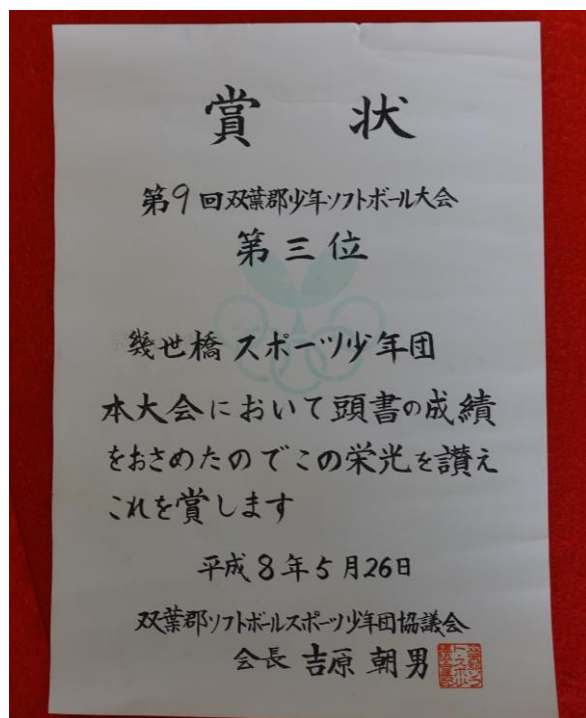 賞状
第9回双葉郡少年ソフトボール大会
第三位
幾世橋スポーツ少年団
本大会において頭書の成績
をおさめたのでこの栄光を讃え
これを賞します
平成8年5月26日
双葉郡ソフトボールスポーツ少年団協議会
会長 吉原朝男